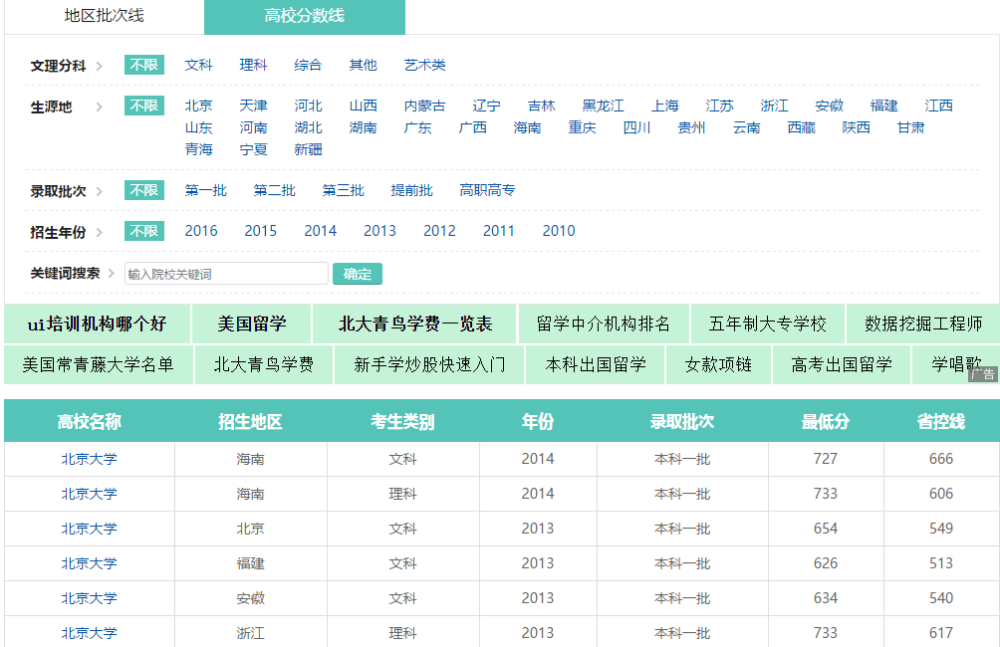 地区批次线 高校分数线
文理分科 不限 文科 理科 综合 其他 艺术类
生源地 不限 北京 天津 河北 山西 内蒙古 辽宁 吉林 黑龙江 上海 江苏 浙江 安徽 福建 江西
山东 河南 湖北 湖南 广东 广西 海南 重庆 四川 贵州 云南 西藏 陕西 甘肃
青海 宁夏 新疆
录取批次 不限 第一批 第二批 第三批 提前批 高职高专
招生年份 不限 2016 2015 2014 2013 2012 2011 2010
关键词搜索 输入院校关键词 确定
ui培训机构哪个好 美国留学 北大青鸟学费一览表 留学中介机构排名 五年制大专学校 数据挖掘工程师
美国常青藤大学名单 北大青鸟学费 新手学炒股快速入门 本科出国留学 女款项链 高考出国留学 学唱歌
广告
高校名称 招生地区 考生类别 年份 录取批次 最低分 省控线
北京大学 海南 文科 2014 本科一批 727 666
北京大学 海南 理科 2014 本科一批 733 606
北京大学 北京 文科 2013 本科一批 654 549
北京大学 福建 文科 2013 本科一批 626 513
北京大学 安徽 文科 2013 本科一批 634 540
北京大学 浙江 理科 2013 本科一批 733 617